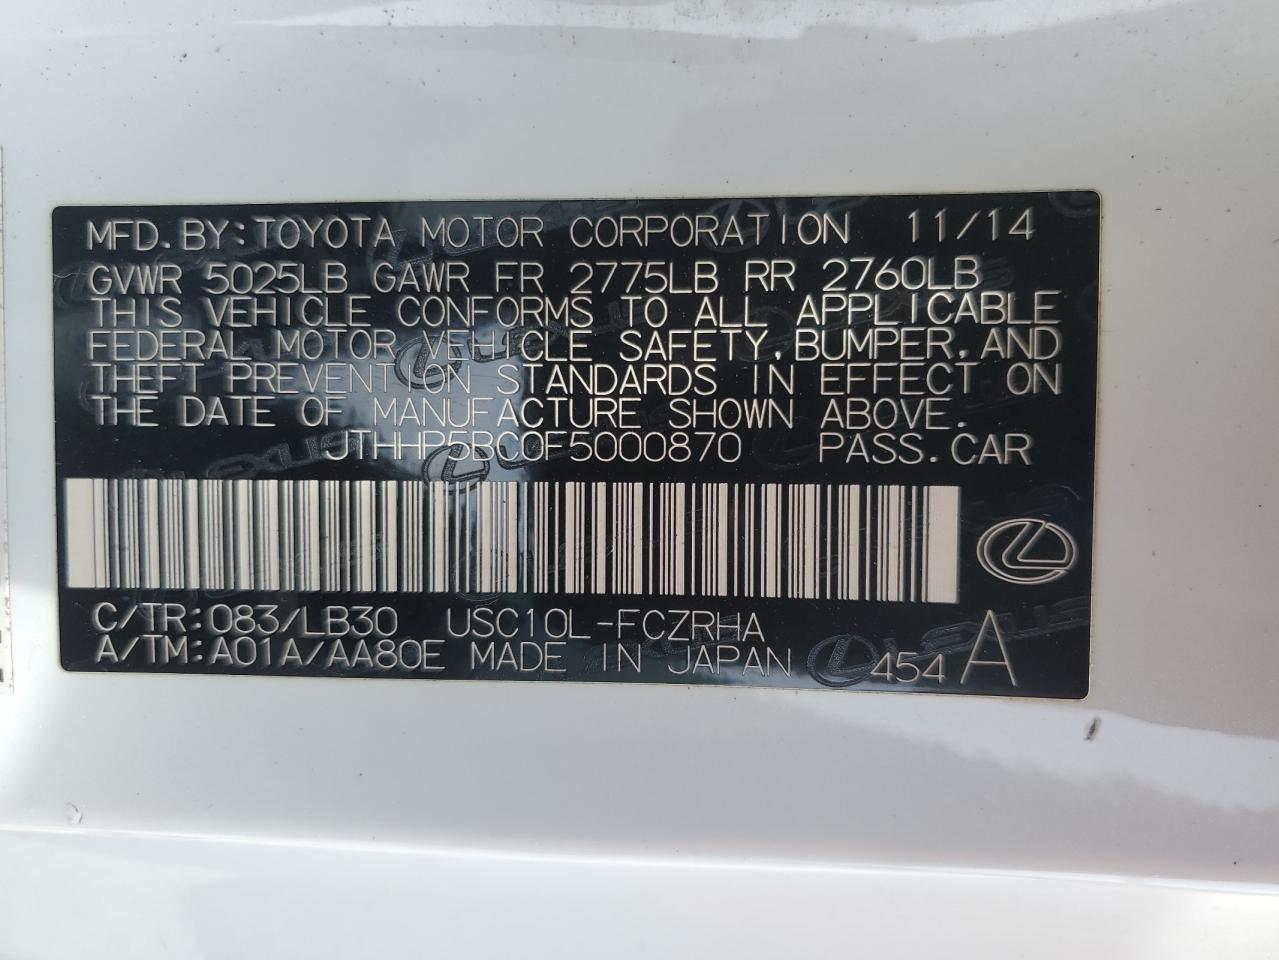 MFD.BY:TOYOTA MOTOR CORPORATION 11/14
GVWR 5025LB GAWR FR 2775LB RR 2760LB
THIS VEHICLE CONFORMS TO ALL APPLICABLE
FEDERAL MOTOR VEHICLE SAFETY,BUMPER,AND
THEFT PREVENTION STANDARDS IN EFFECT ON
THE DATE OF MANUFACTURE SHOWN ABOVE.
JTHHP5BC0F5000870 PASS.CAR
C/TR:083/LB30 USC10L-FCZRHA
A/TM:A01A/AA80E MADE IN JAPAN 454 A